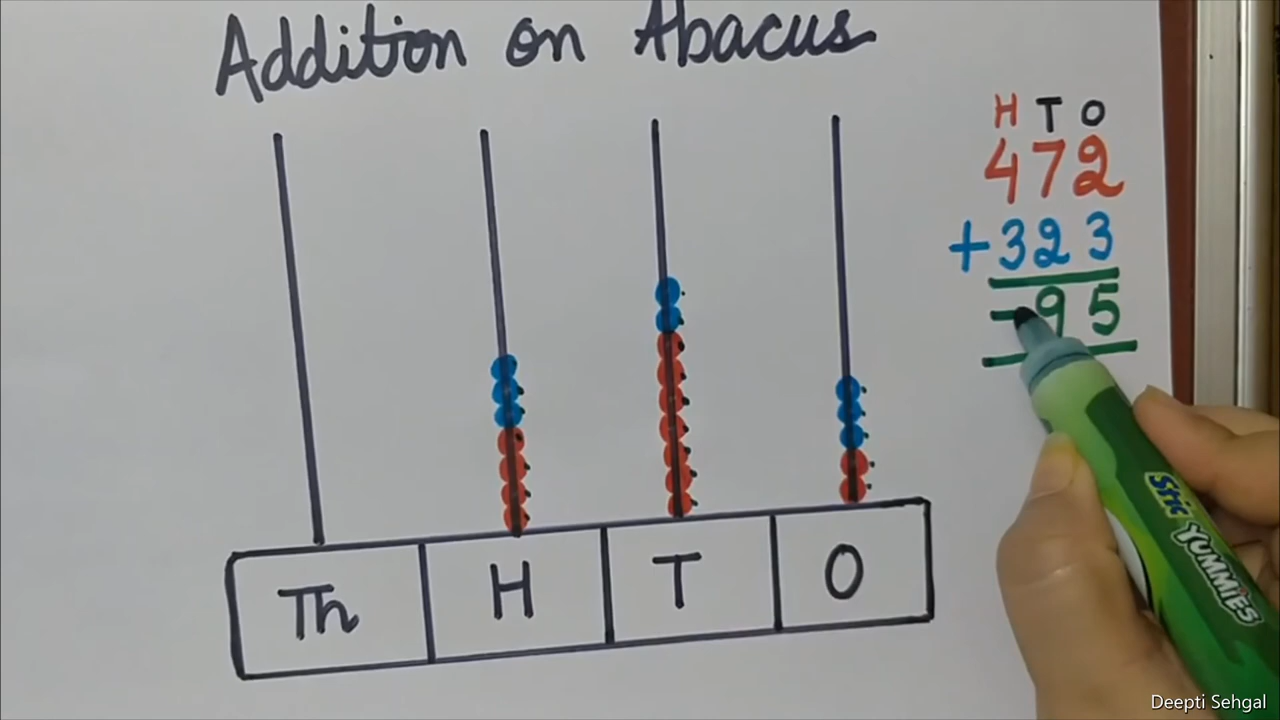 Addition on Abacus
H T O
472
+323
95
Th H T O
Stic YUMMIES
Deepti Sehgal